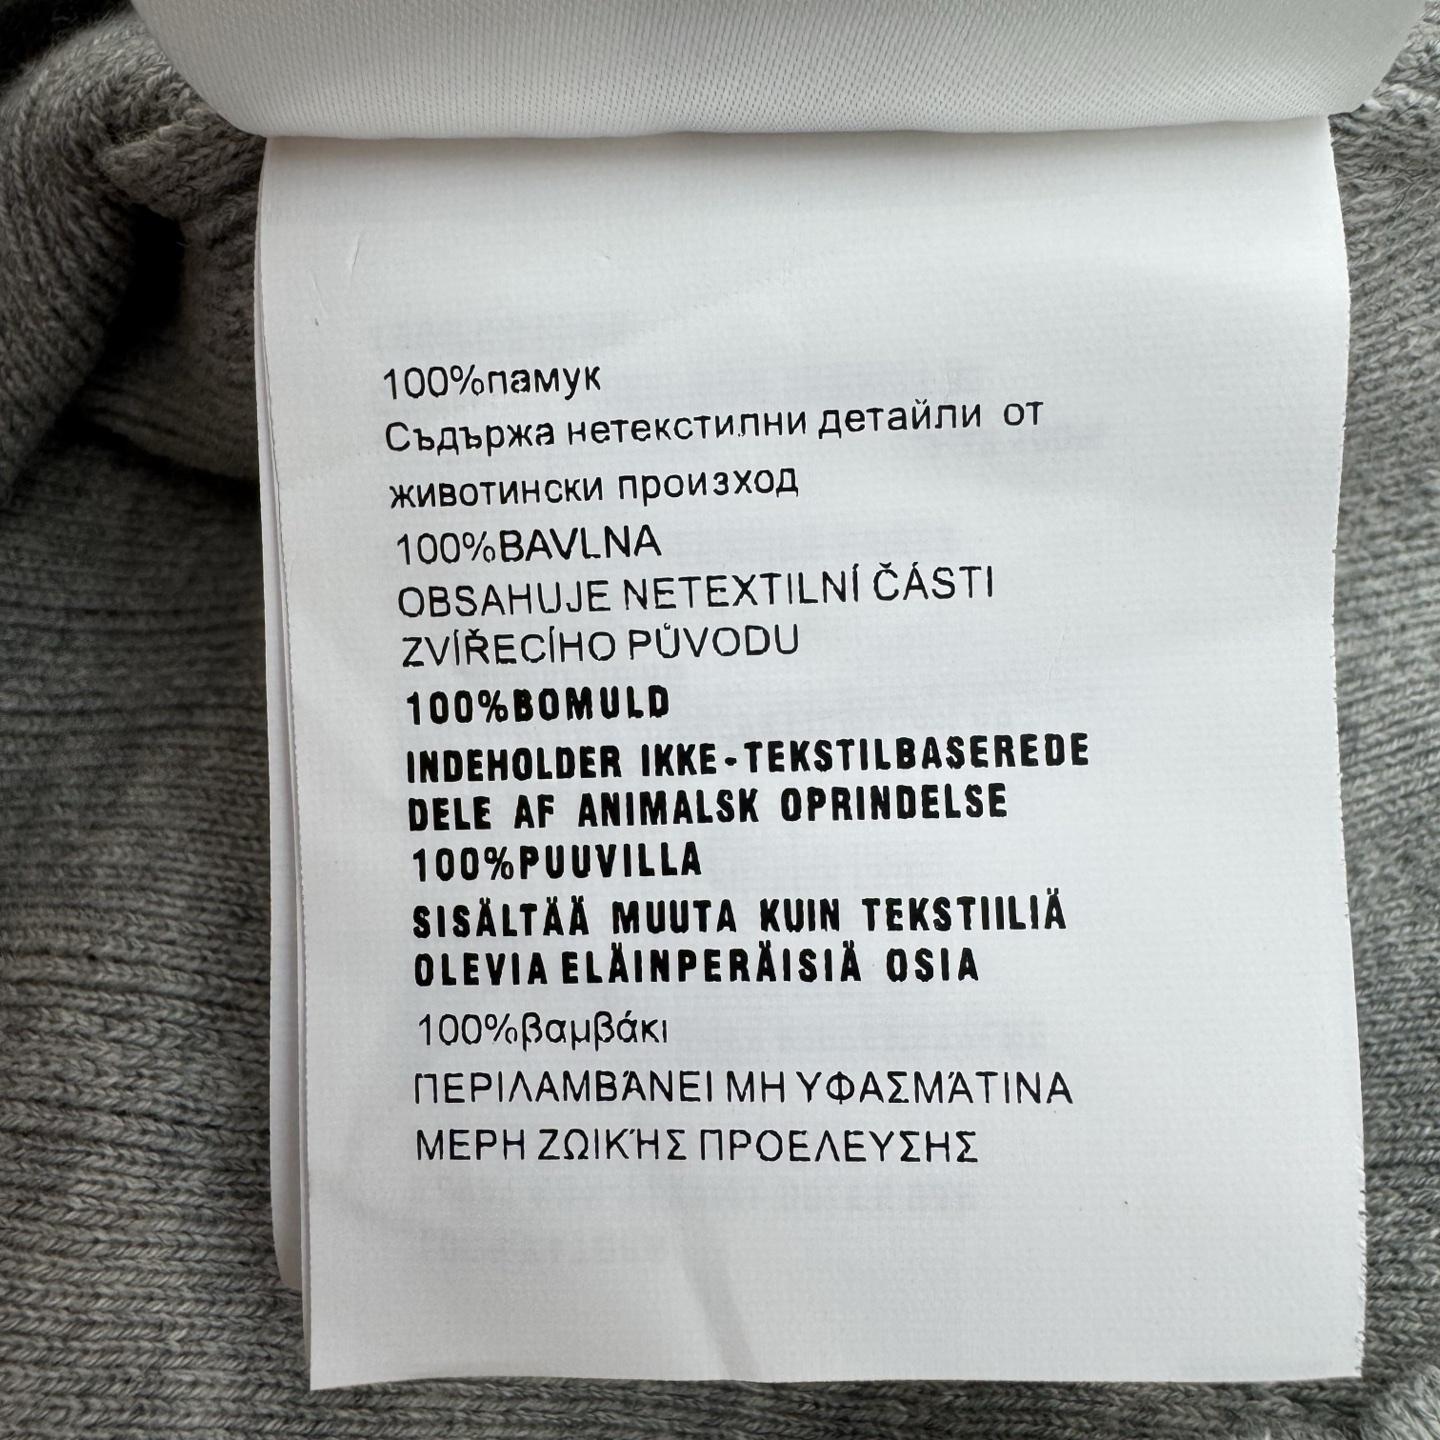 100%памук
Съдържа нетекстилни детайли от
животински произход
100%BAVLNA
OBSAHUJE NETEXTILNÍ ČÁSTI
ZVÍŘECÍHO PŮVODU
100%BOMULD
INDEHOLDER IKKE-TEKSTILBASEREDE
DELE AF ANIMALSK OPRINDELSE
100%PUUVILLA
SISÄLTÄÄ MUUTA KUIN TEKSTIILIÄ
OLEVIA ELÄINPERÄISIÄ OSIA
100%βαμβάκι
ΠΕΡΙΛΑΜΒΆΝΕΙ ΜΗ ΥΦΑΣΜΆΤΙΝΑ
ΜΕΡΗ ΖΩΙΚΉΣ ΠΡΟΕΛΕΥΣΗΣ